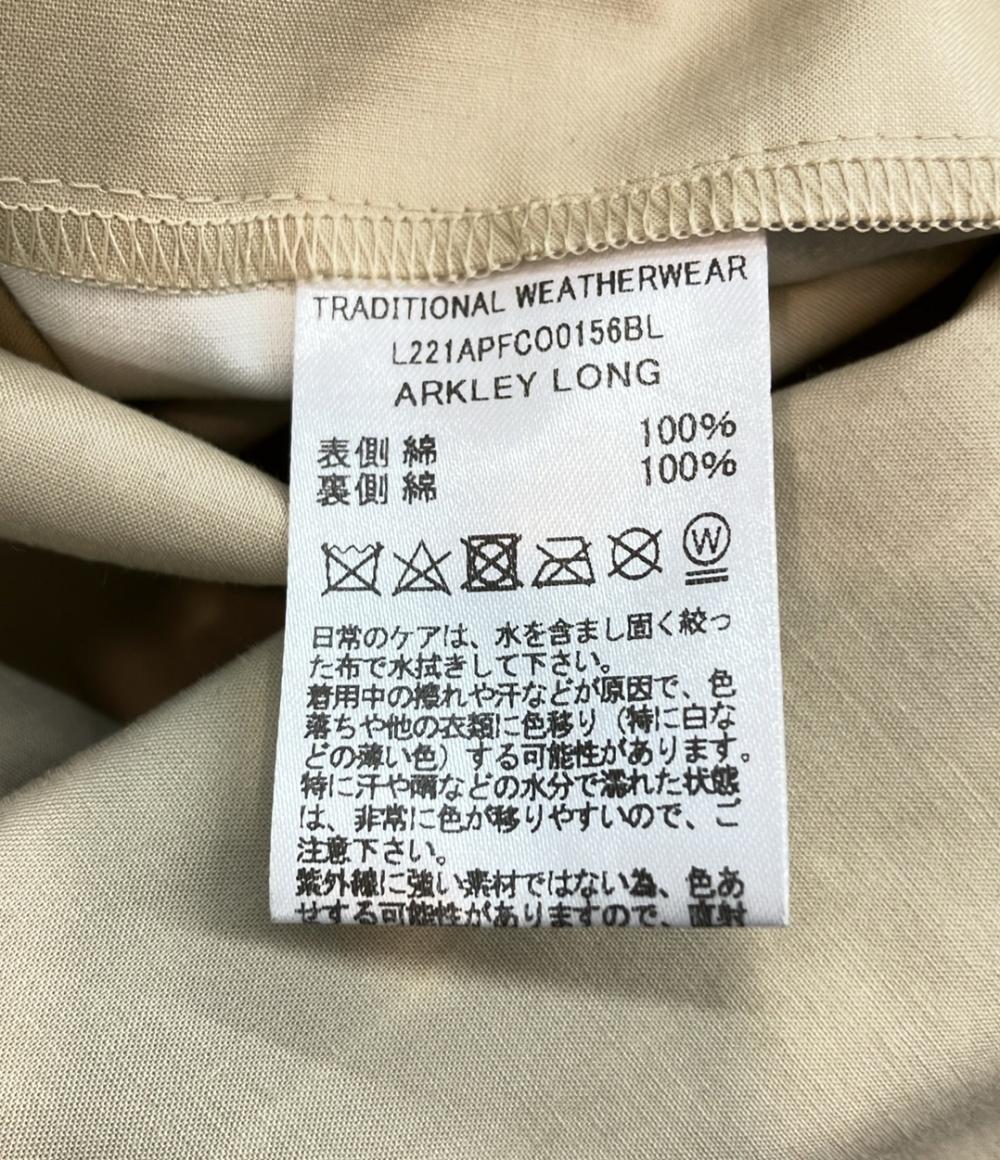 TRADITIONAL WEATHERWEAR
L221APFCO0156BL
ARKLEY LONG
表側 綿 100%
裏側 綿 100%
W
日常のケアは、水を含まし固く絞っ
た布で水拭きして下さい。
着用中の擦れや汗などが原因で、色
落ちや他の衣類に色移り（特に白な
どの薄い色）する可能性があります。
特に汗や雨などの水分で濡れた状態
は、非常に色が移りやすいので、ご
注意下さい。
紫外線に強い素材ではない為、色あ
せする可能性がありますので、直射